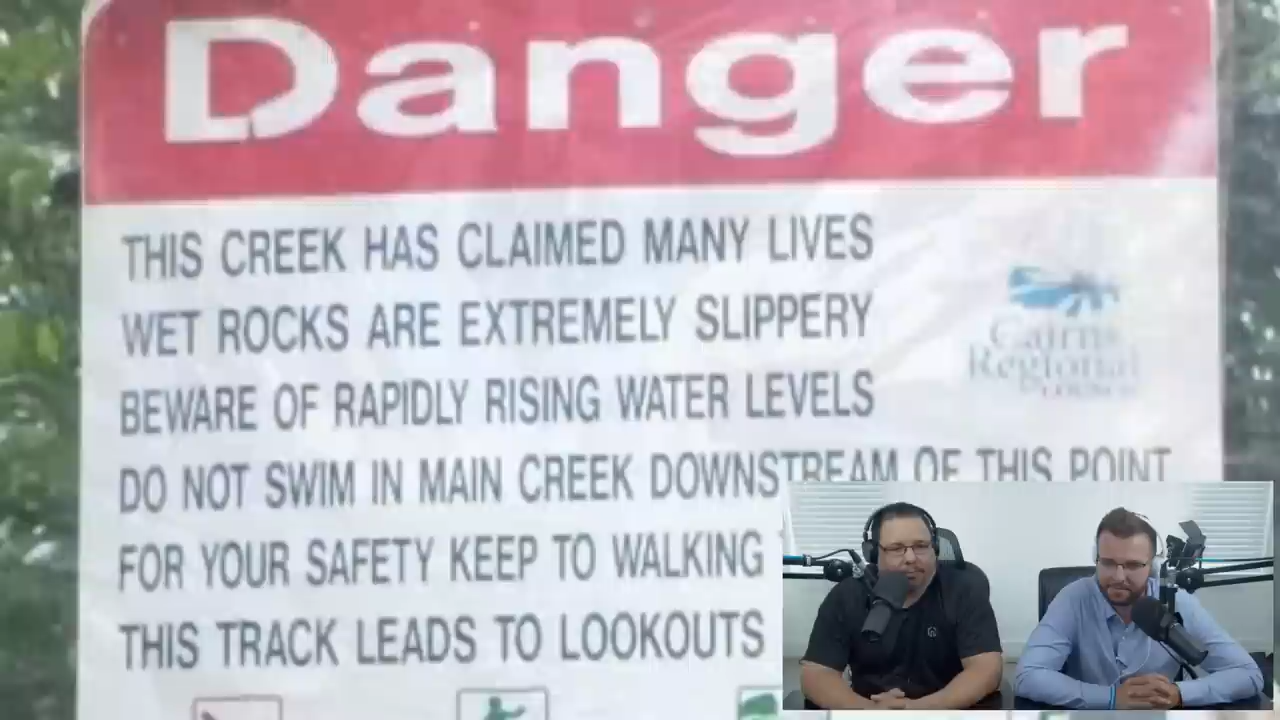 Danger
THIS CREEK HAS CLAIMED MANY LIVES
WET ROCKS ARE EXTREMELY SLIPPERY
BEWARE OF RAPIDLY RISING WATER LEVELS
Cairns
Regional
COUNCIL
DO NOT SWIM IN MAIN CREEK DOWNSTREAM OF THIS POINT
FOR YOUR SAFETY KEEP TO WALKING
THIS TRACK LEADS TO LOOKOUTS